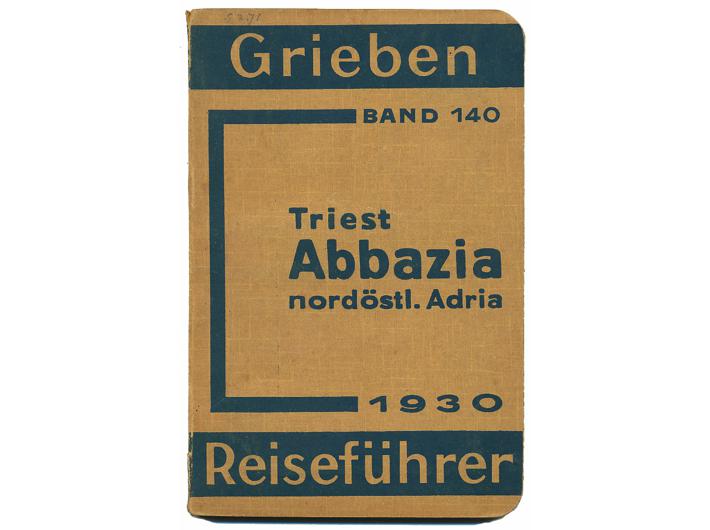 Grieben
BAND 140
Triest
Abbazia
nordöstl. Adria
1930
Reiseführer